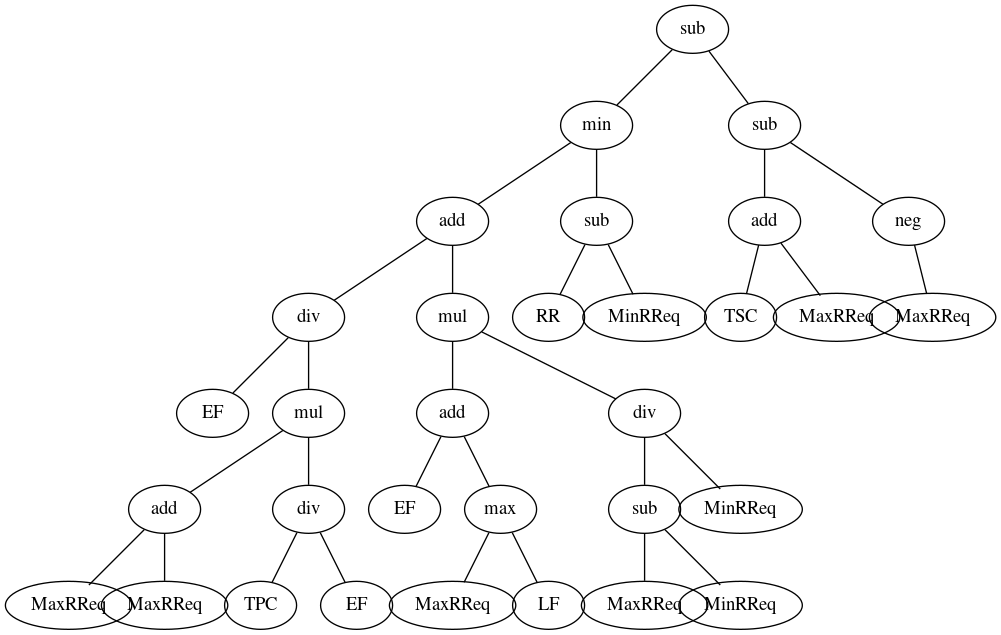 sub
min sub
add sub add neg
div mul RR MinRReq TSC MaxRReq MaxRReq
EF mul add div
add div EF max sub MinRReq
MaxRReq MaxRReq TPC EF MaxRReq LF MaxRReq MinRReq